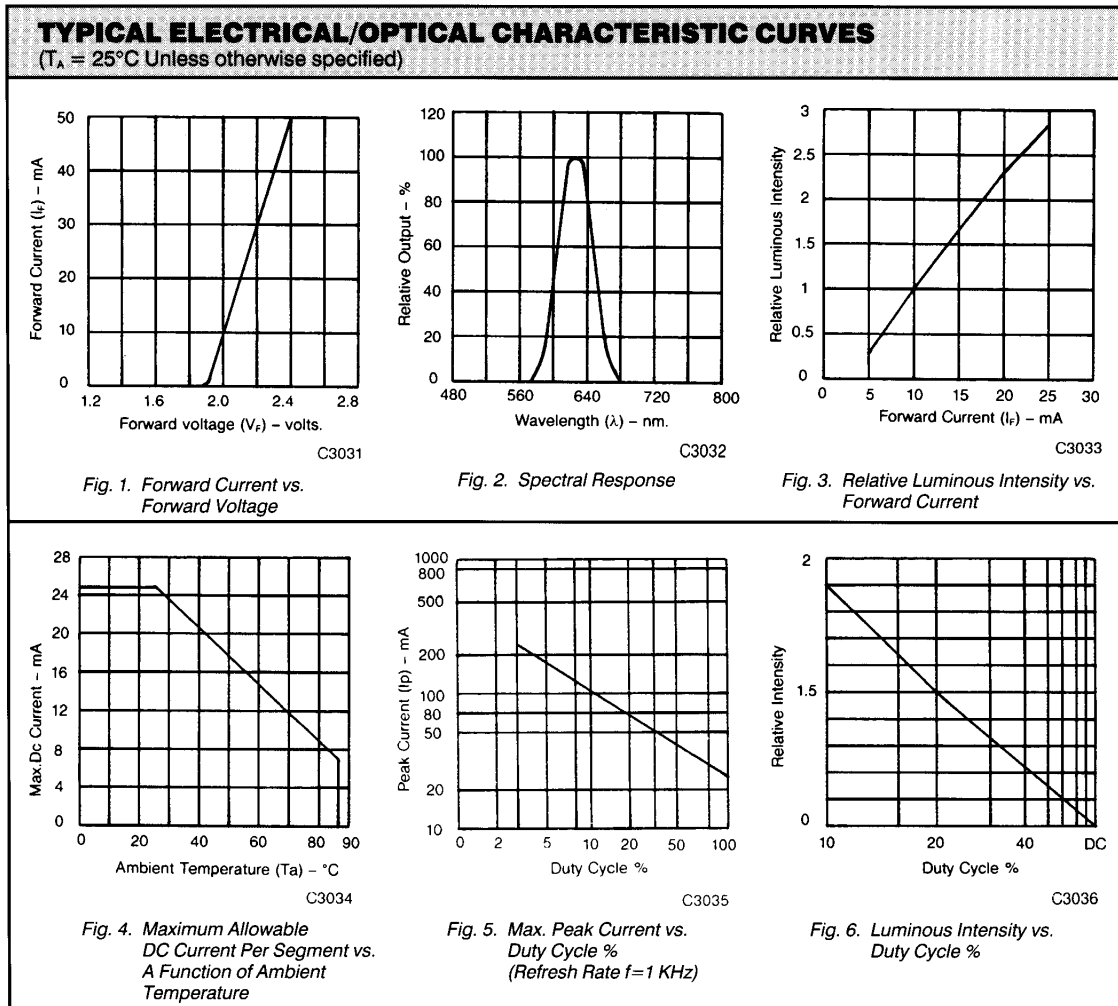 TYPICAL ELECTRICAL/OPTICAL CHARACTERISTIC CURVES
(TA = 25°C Unless otherwise specified)
Forward Current (IF) – mA
50
40
30
20
10
0
1.2 1.6 2.0 2.4 2.8
Forward voltage (VF) – volts.
C3031
Fig. 1. Forward Current vs.
Forward Voltage
Relative Output – %
120
100
80
60
40
20
0
480 560 640 720 800
Wavelength (λ) – nm.
C3032
Fig. 2. Spectral Response
Relative Luminous Intensity
3
2.5
2
1.5
1
0.5
0
0 5 10 15 20 25 30
Forward Current (IF) – mA
C3033
Fig. 3. Relative Luminous Intensity vs.
Forward Current
Max.Dc Current – mA
28
24
20
16
12
8
4
0
0 20 40 60 80 90
Ambient Temperature (Ta) – °C
C3034
Fig. 4. Maximum Allowable
DC Current Per Segment vs.
A Function of Ambient
Temperature
Peak Current (Ip) – mA
1000
800
500
200
100
80
50
20
10
0 2 5 10 20 50 100
Duty Cycle %
C3035
Fig. 5. Max. Peak Current vs.
Duty Cycle %
(Refresh Rate f=1 KHz)
Relative Intensity
2
1.5
0
10 20 40 DC
Duty Cycle %
C3036
Fig. 6. Luminous Intensity vs.
Duty Cycle %